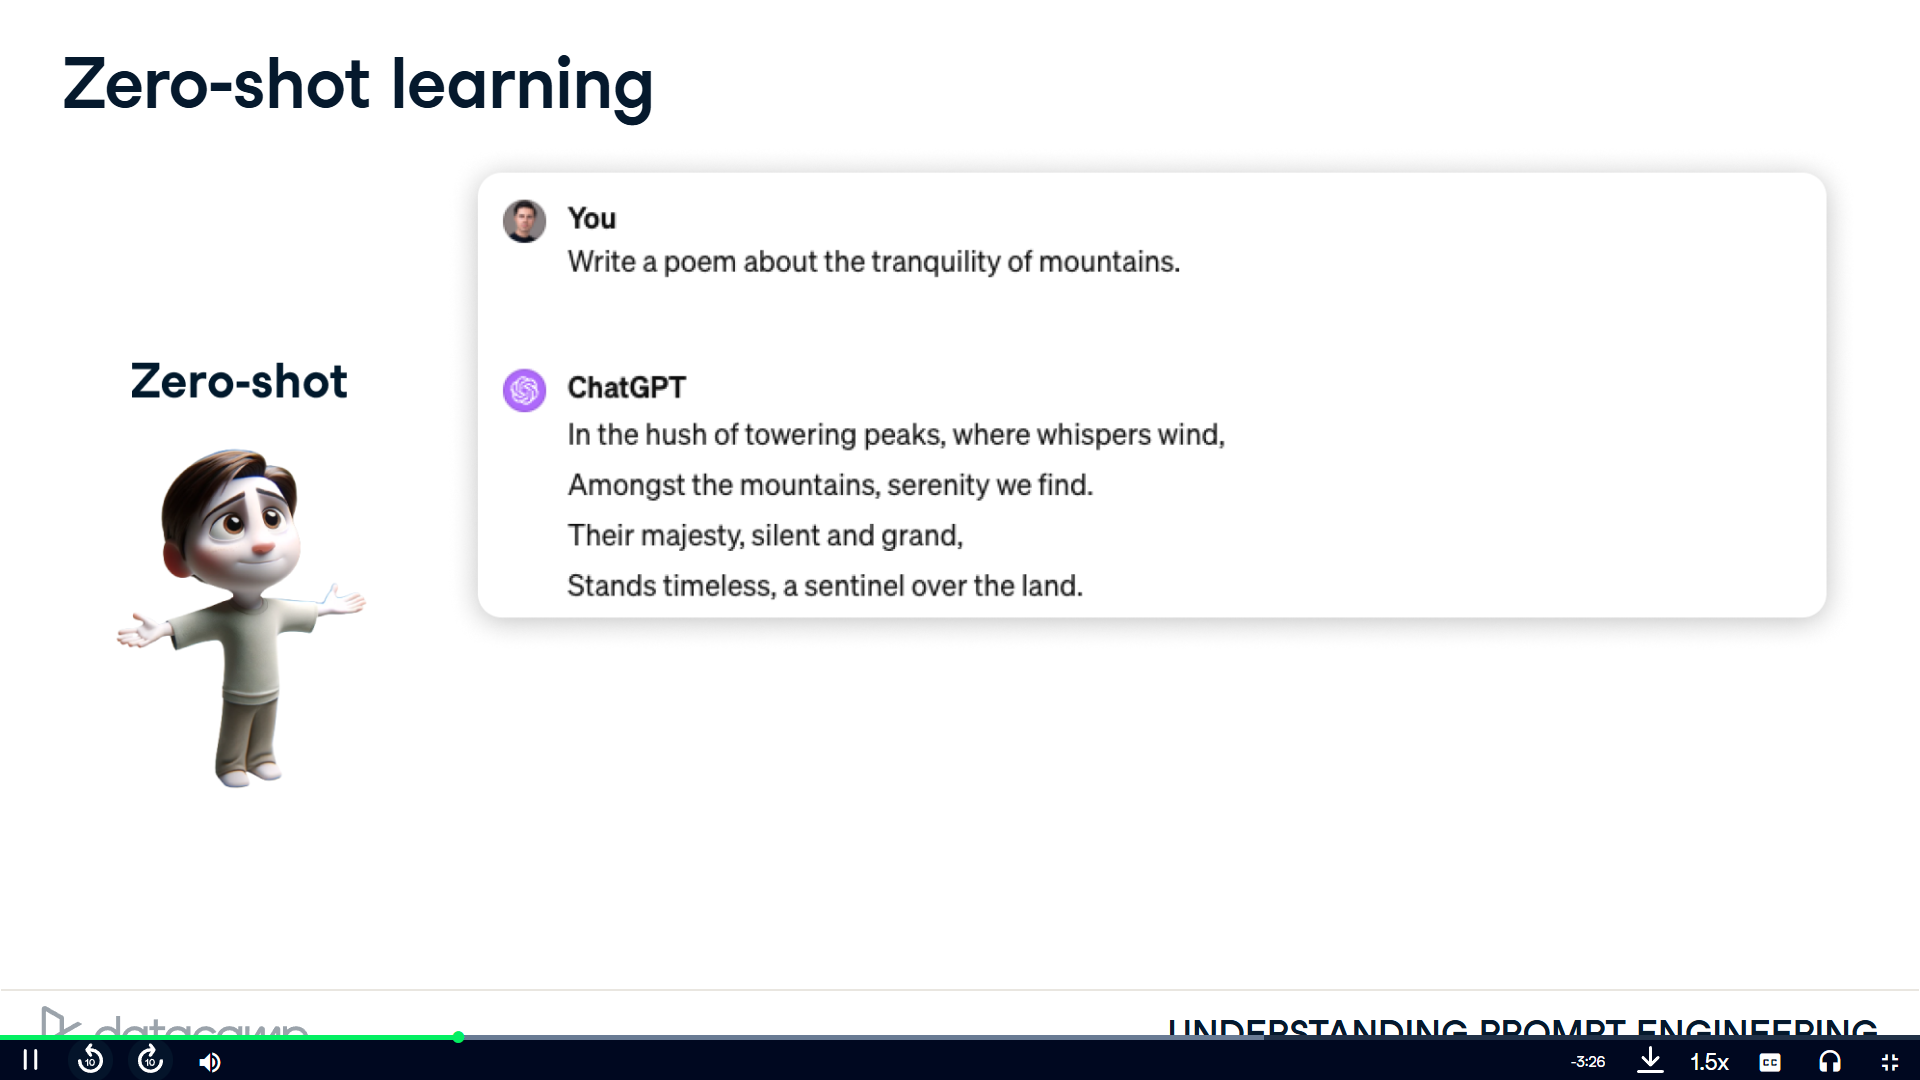 Zero-shot learning
You
Write a poem about the tranquility of mountains.
Zero-shot
ChatGPT
In the hush of towering peaks, where whispers wind,
Amongst the mountains, serenity we find.
Their majesty, silent and grand,
Stands timeless, a sentinel over the land.
datacamp
UNDERSTANDING PROMPT ENGINEERING
10
10
-3:26
1.5x
CC